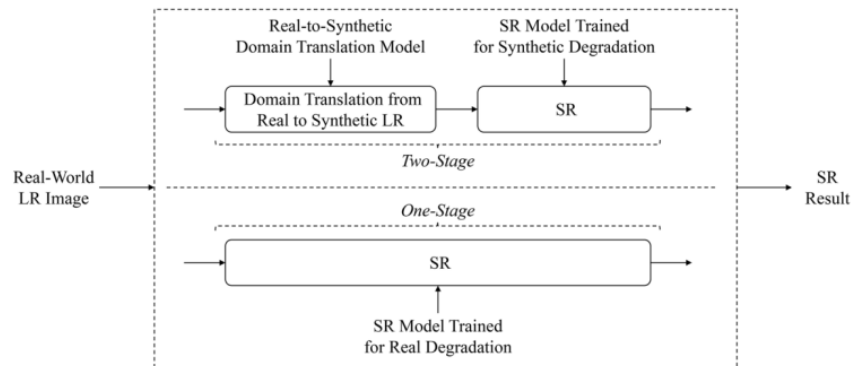 Real-to-Synthetic
Domain Translation Model
SR Model Trained
for Synthetic Degradation
Domain Translation from
Real to Synthetic LR
SR
Two-Stage
Real-World
LR Image
SR
Result
One-Stage
SR
SR Model Trained
for Real Degradation